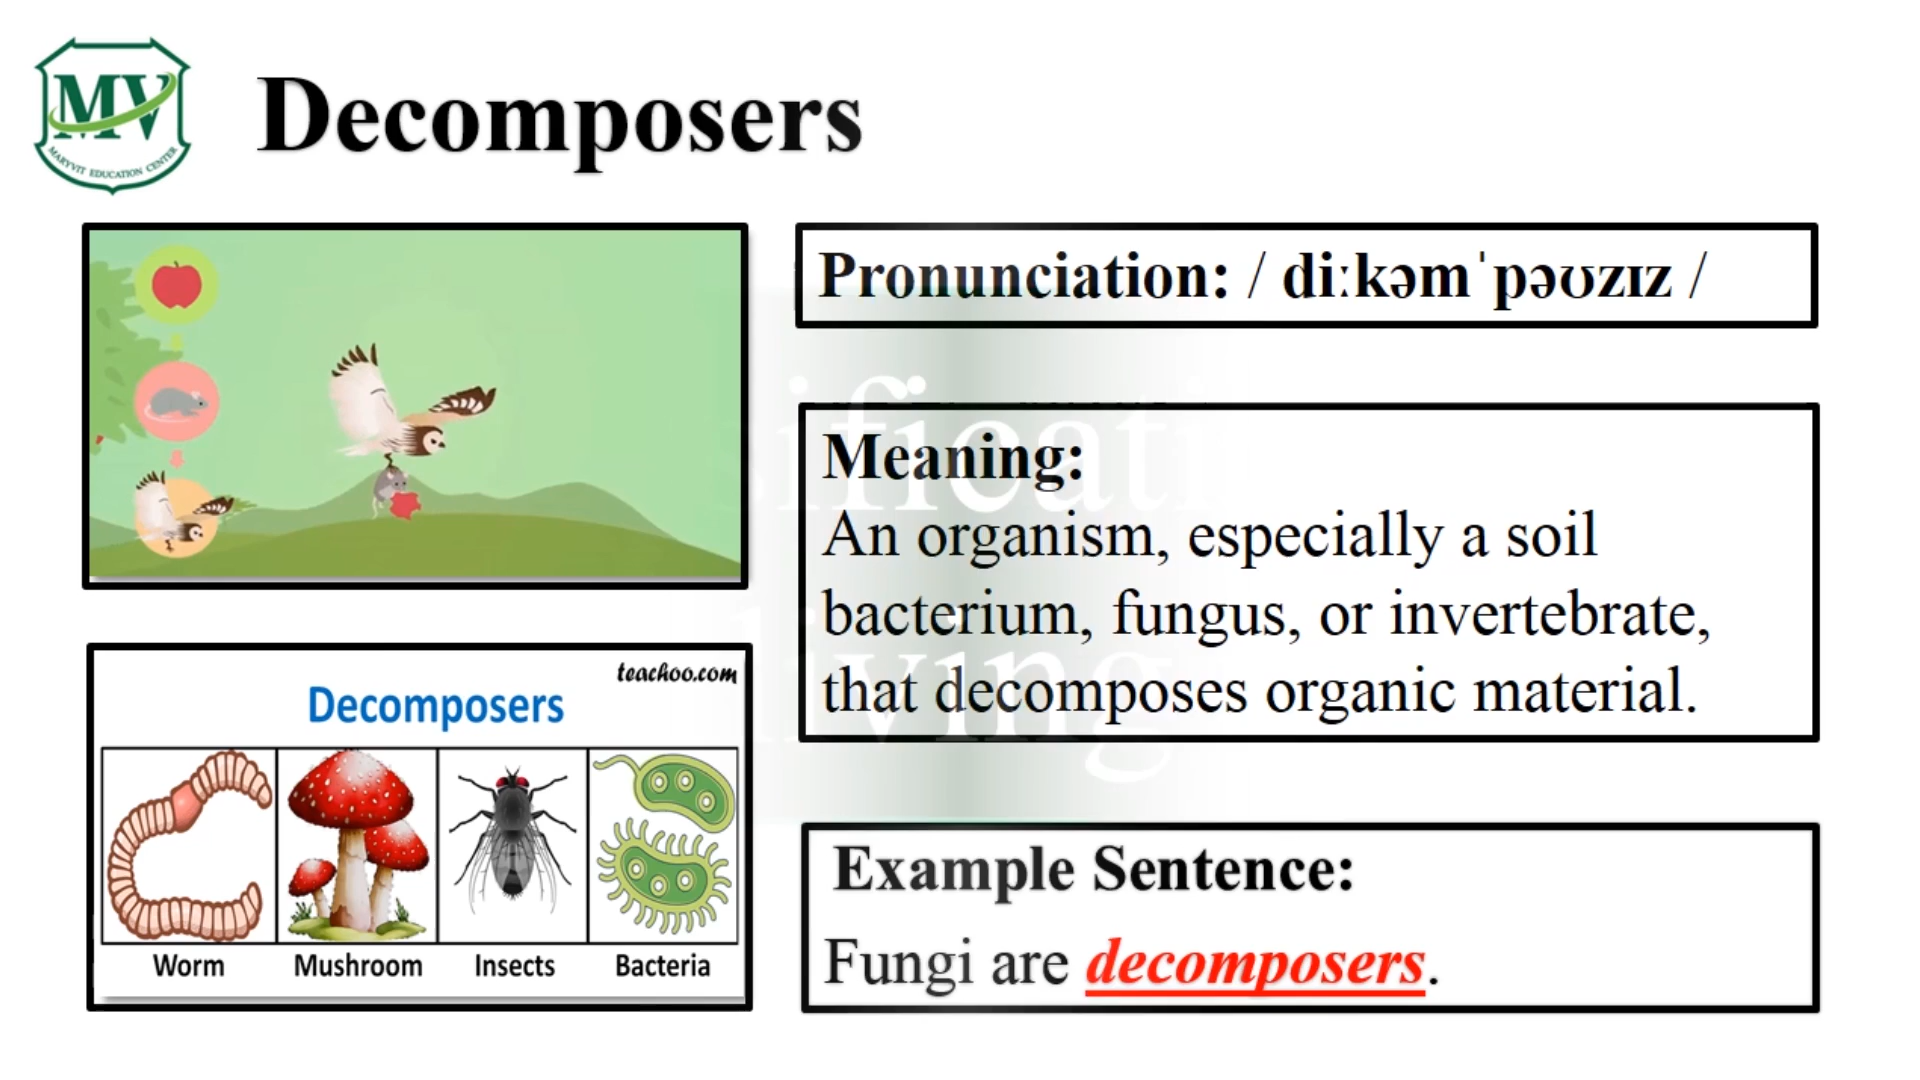 MV
MARYVIT EDUCATION CENTER
Decomposers
Pronunciation: / diːkəmˈpəʊzɪz /
Meaning:
An organism, especially a soil
bacterium, fungus, or invertebrate,
that decomposes organic material.
teachoo.com
Decomposers
Worm Mushroom Insects Bacteria
Example Sentence:
Fungi are decomposers.
living